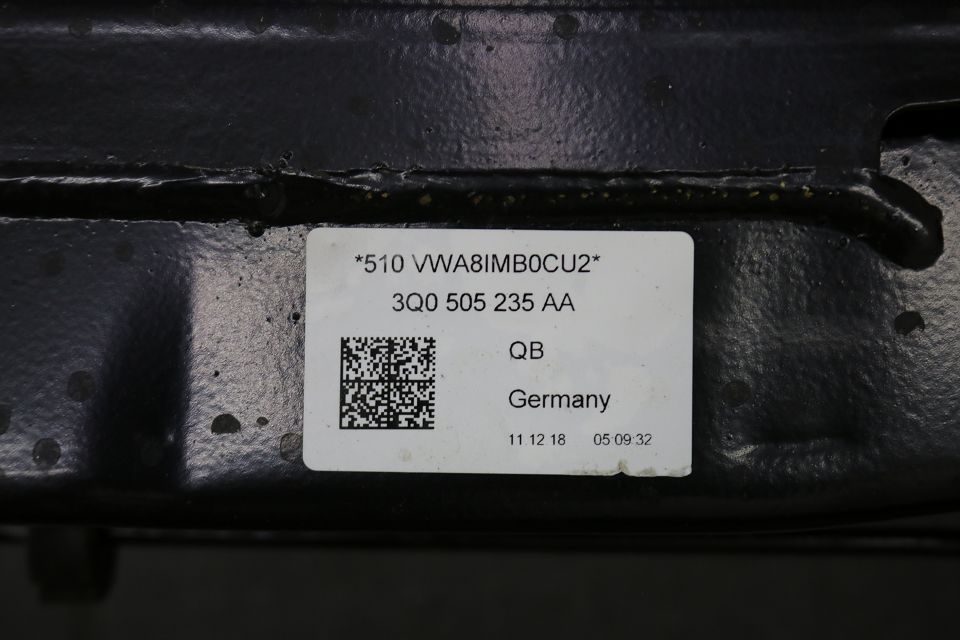 *510 VWA8IMB0CU2*
3Q0 505 235 AA
QB
Germany
11.12.18 05:09:32